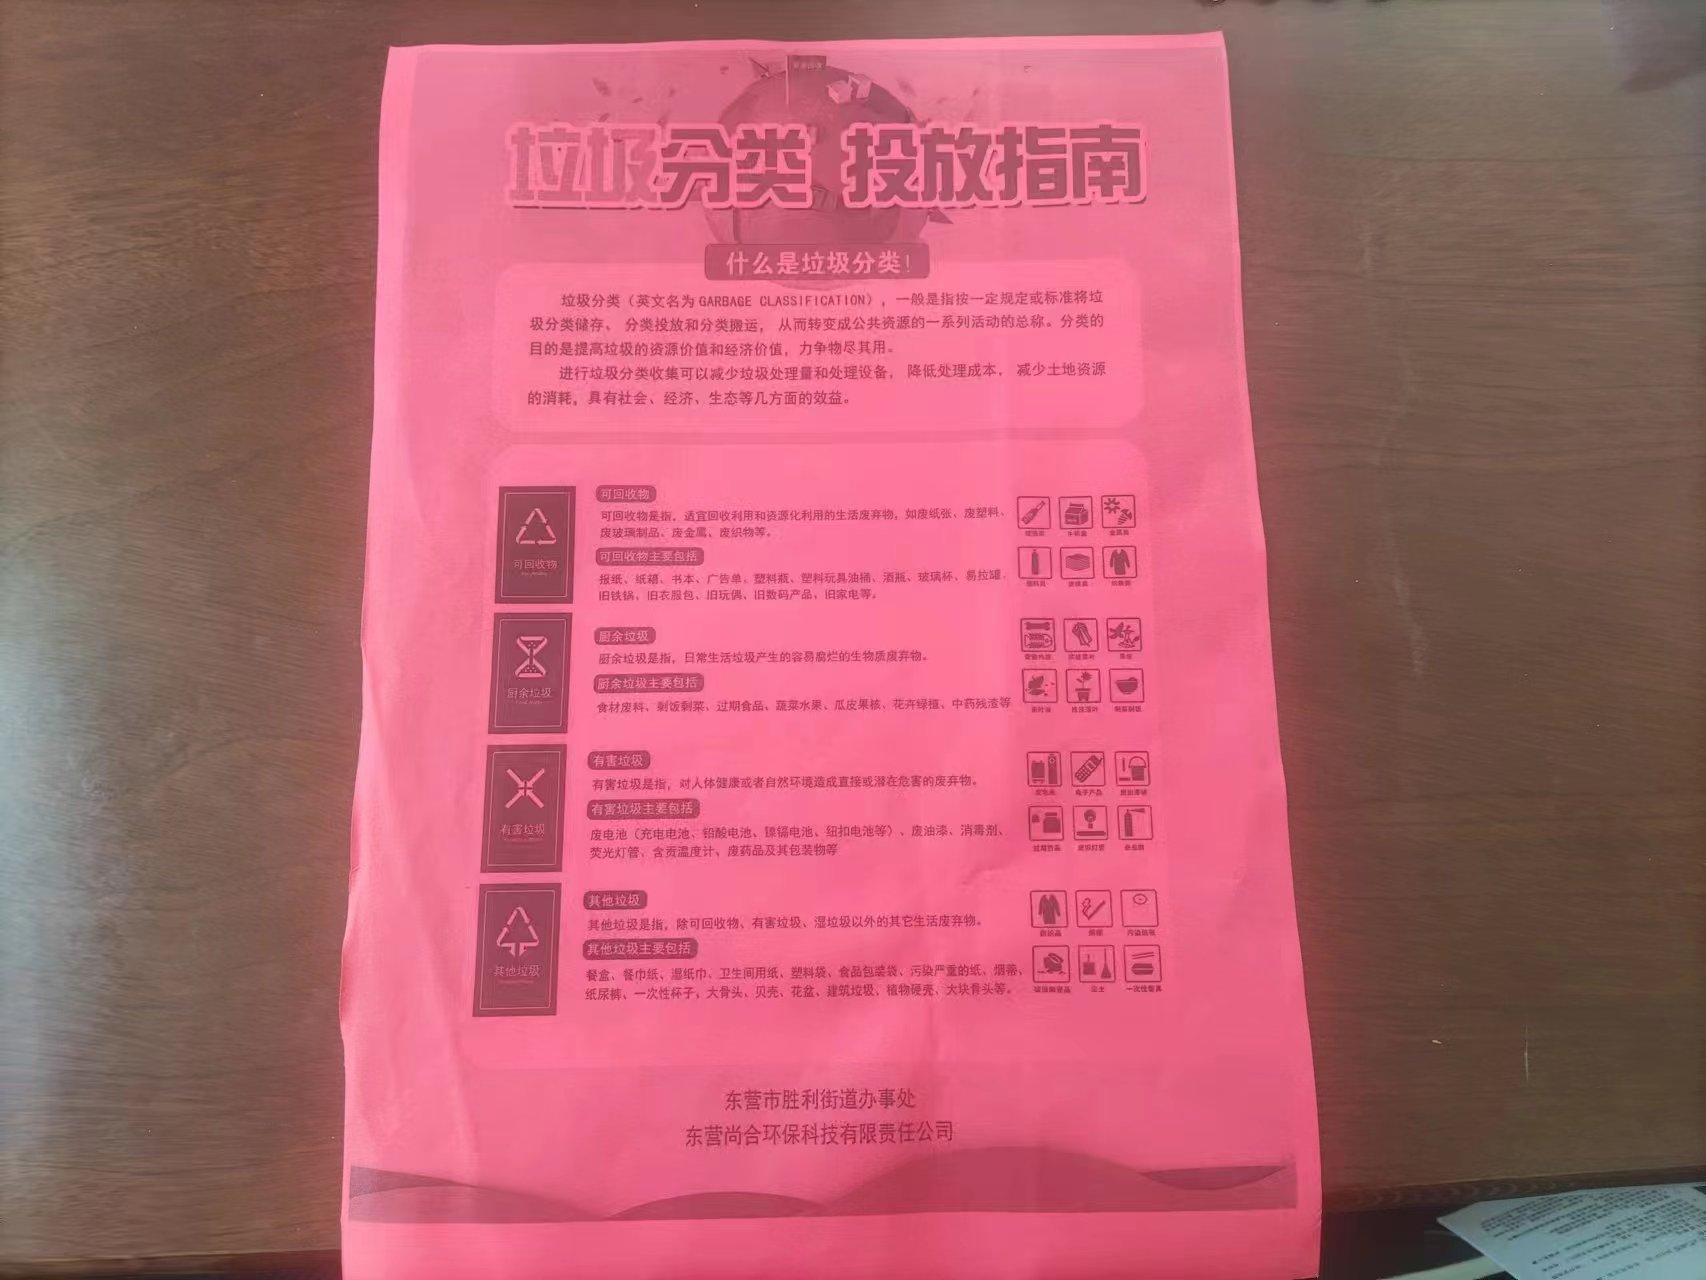 垃圾分类 投放指南
什么是垃圾分类!
垃圾分类（英文名为GARBAGE CLASSIFICATION），一般是指按一定规定或标准将垃
圾分类储存、分类投放和分类搬运，从而转变成公共资源的一系列活动的总称。分类的
目的是提高垃圾的资源价值和经济价值，力争物尽其用。
进行垃圾分类收集可以减少垃圾处理量和处理设备，降低处理成本，减少土地资源
的消耗，具有社会、经济、生态等几方面的效益。
可回收物
可回收物
可回收物是指，适宜回收利用和资源化利用的生活废弃物，如废纸张、废塑料、
废玻璃制品、废金属、废织物等。
可回收物主要包括
报纸、纸箱、书本、广告单、塑料瓶、塑料玩具油桶、酒瓶、玻璃杯、易拉罐、
旧铁锅、旧衣服包、旧玩偶、旧数码产品、旧家电等。
厨余垃圾
厨余垃圾
厨余垃圾是指，日常生活垃圾产生的容易腐烂的生物质废弃物。
厨余垃圾主要包括
食材废料、剩饭剩菜、过期食品、蔬菜水果、瓜皮果核、花卉绿植、中药残渣等
有害垃圾
有害垃圾
有害垃圾是指，对人体健康或者自然环境造成直接或潜在危害的废弃物。
有害垃圾主要包括
废电池（充电电池、铅酸电池、镍镉电池、纽扣电池等）、废油漆、消毒剂、
荧光灯管、含贡温度计、废药品及其包装物等
电子产品
其他垃圾
其他垃圾
其他垃圾是指，除可回收物、有害垃圾、湿垃圾以外的其它生活废弃物。
其他垃圾主要包括
餐盒、餐巾纸、湿纸巾、卫生间用纸、塑料袋、食品包装袋、污染严重的纸、烟蒂、
纸尿裤、一次性杯子，大骨头、贝壳、花盆、建筑垃圾、植物硬壳、大块骨头等。
污染纸张
尘土
一次性餐具
东营市胜利街道办事处
东营尚合环保科技有限责任公司